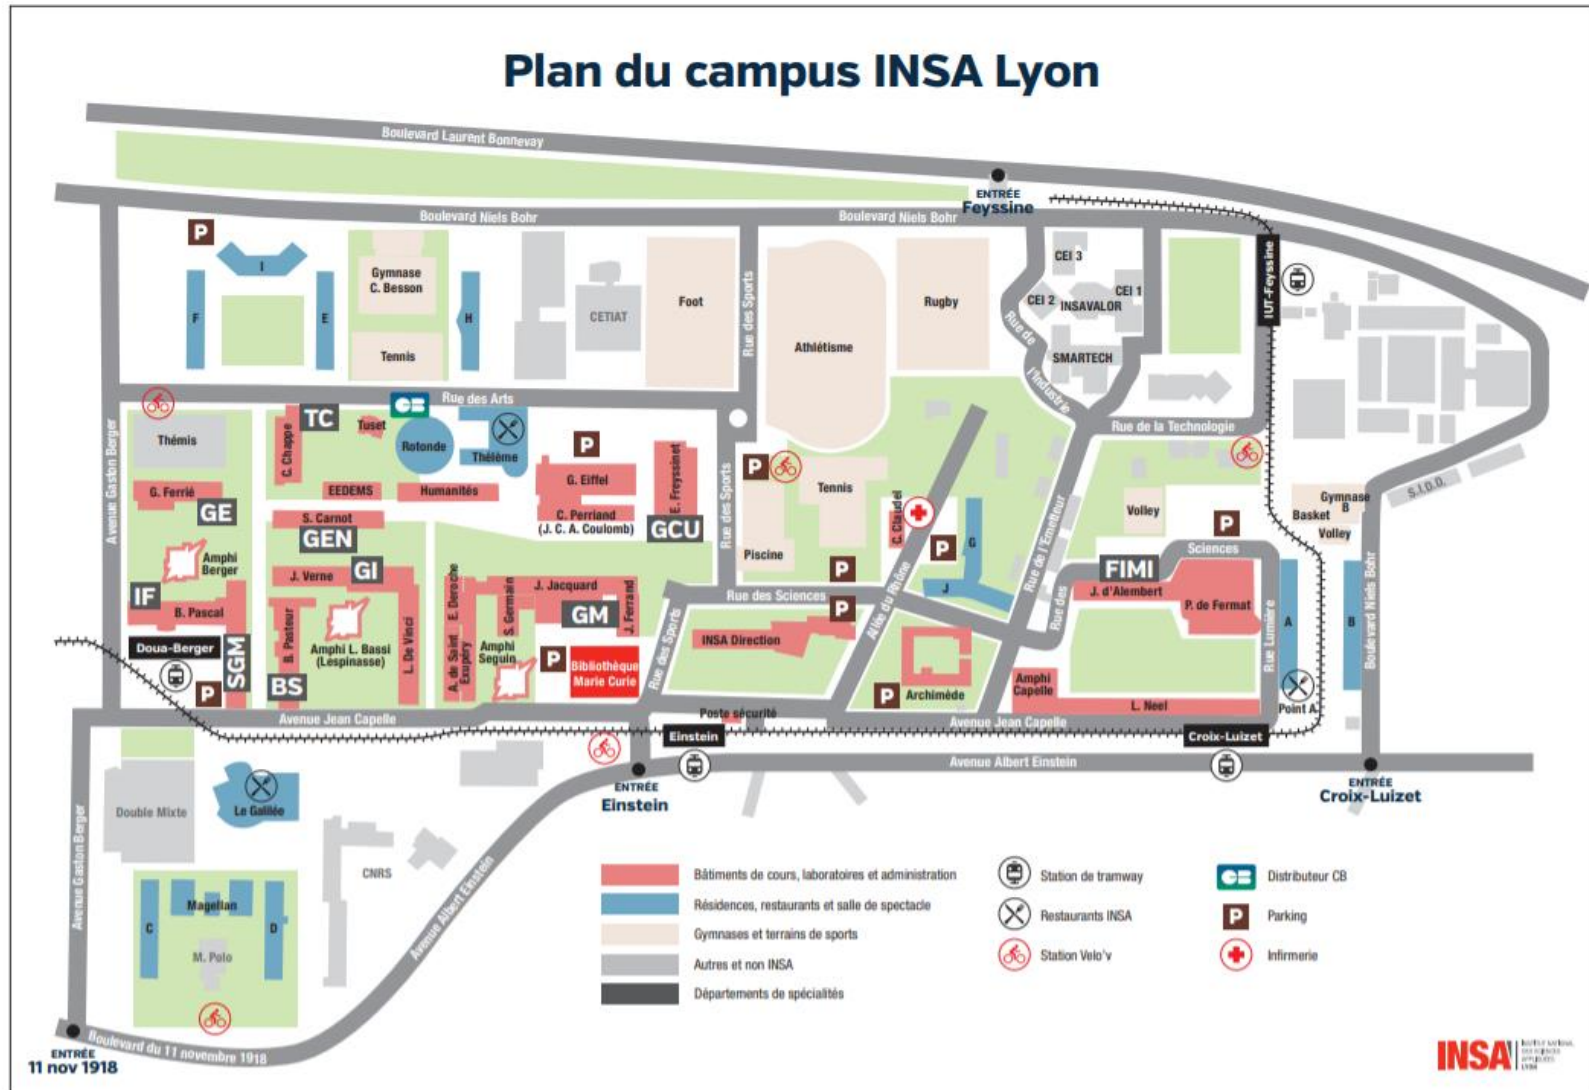 Plan du campus INSA Lyon
Boulevard Laurent Bonnevay
ENTRÉE
Feyssine
Boulevard Niels Bohr
Boulevard Niels Bohr
P
I
F
E
Gymnase
C. Besson
Tennis
H
CETIAT
Foot
Rue des Sports
Athlétisme
Rugby
CEI 3
CEI 2
CEI 1
INSAVALOR
SMARTECH
Rue de
l'Industrie
IUT-Feyssine
Avenue Gaston Berger
Rue des Arts
Rue de la Technologie
Thémis
C. Chappe
TC
Tuset
CB
Rotonde
Thélème
P
G. Eiffel
E. Freyssinet
Rue des Sports
P
Tennis
G. Ferrié
GE
EEDEMS
Humanités
C. Perriand
(J. C. A. Coulomb)
GCU
Piscine
C. Claudel
P
G
Rue de l'Emetteur
Volley
P
Gymnase
B
Basket
Volley
S.I.D.D.
S. Carnot
GEN
Amphi
Berger
J. Verne
GI
IF
B. Pascal
SGM
B. Pasteur
BS
Amphi L. Bassi
(Lespinasse)
L. De Vinci
A. de Saint
Exupéry
E. Deroche
S. Germain
Amphi
Seguin
J. Jacquard
GM
J. Ferrand
P
Bibliothèque
Marie Curie
Rue des Sports
Rue des Sciences
P
P
INSA Direction
Allée du Rhône
J
Archimède
P
Rue des
Sciences
FIMI
J. d'Alembert
P. de Fermat
Rue Lumière
A
B
Boulevard Niels Bohr
Amphi
Capelle
L. Neel
Point A
Doua-Berger
P
Avenue Jean Capelle
Poste sécurité
Avenue Jean Capelle
Einstein
Croix-Luizet
Avenue Albert Einstein
ENTRÉE
Einstein
ENTRÉE
Croix-Luizet
Avenue Gaston Berger
Double Mixte
Le Galilée
CNRS
Avenue Albert Einstein
Magellan
C
D
M. Polo
Boulevard du 11 novembre 1918
ENTRÉE
11 nov 1918
Bâtiments de cours, laboratoires et administration
Résidences, restaurants et salle de spectacle
Gymnases et terrains de sports
Autres et non INSA
Départements de spécialités
Station de tramway
Restaurants INSA
Station Velo'v
CB
Distributeur CB
P
Parking
Infirmerie
INSA
INSTITUT NATIONAL
DES SCIENCES
APPLIQUÉES
LYON